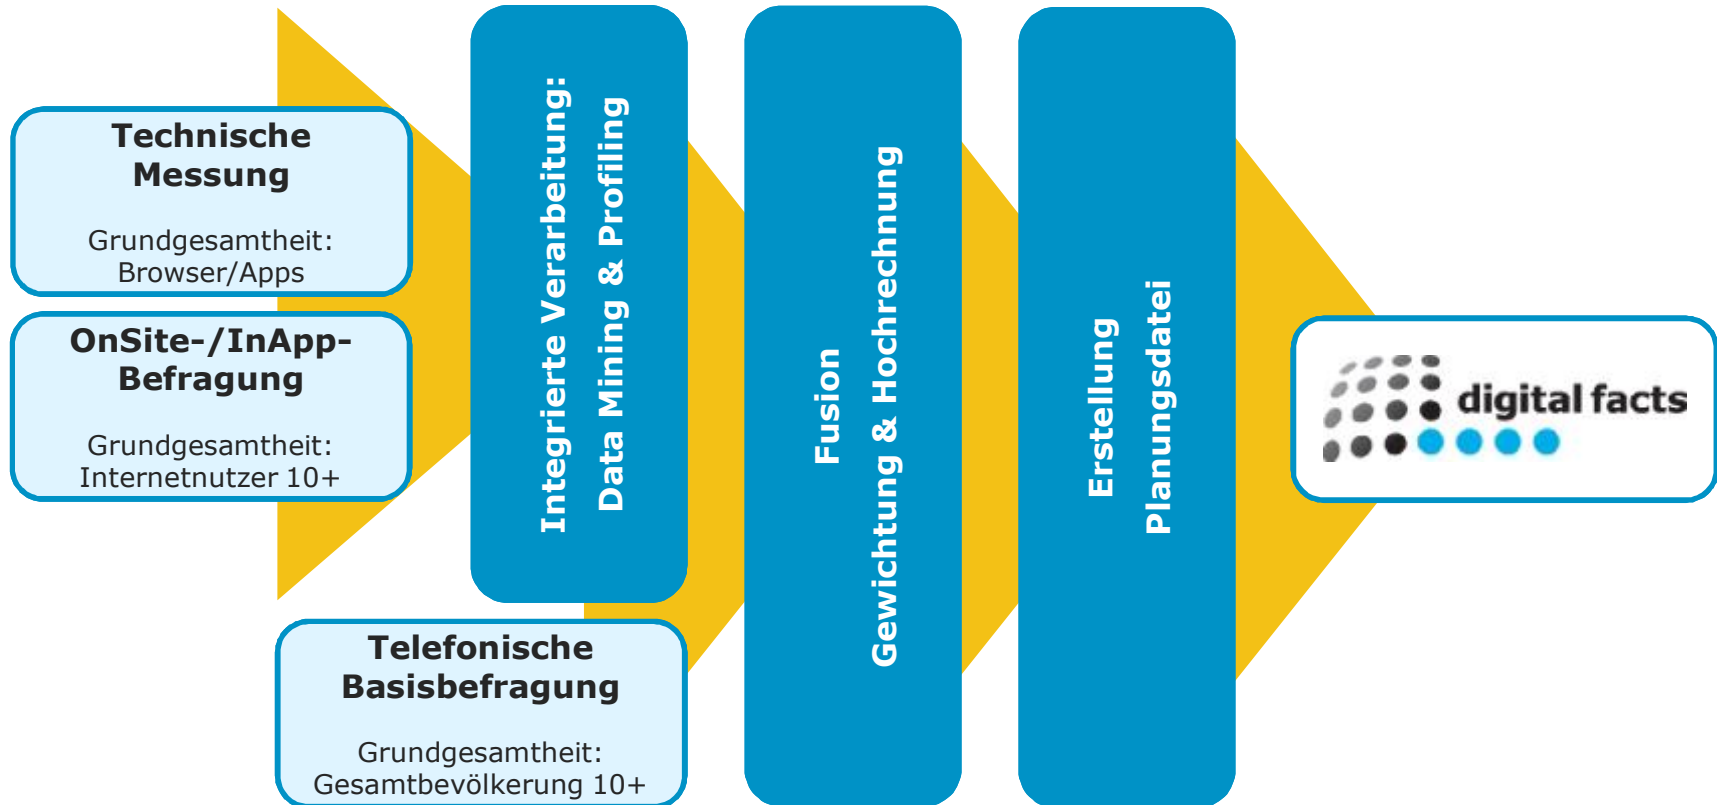 Technische
Messung
Grundgesamtheit:
Browser/Apps
OnSite-/InApp-
Befragung
Grundgesamtheit:
Internetnutzer 10+
Telefonische
Basisbefragung
Grundgesamtheit:
Gesamtbevölkerung 10+
Integrierte Verarbeitung:
Data Mining & Profiling
Fusion
Gewichtung & Hochrechnung
Erstellung
Planungsdatei
digital facts